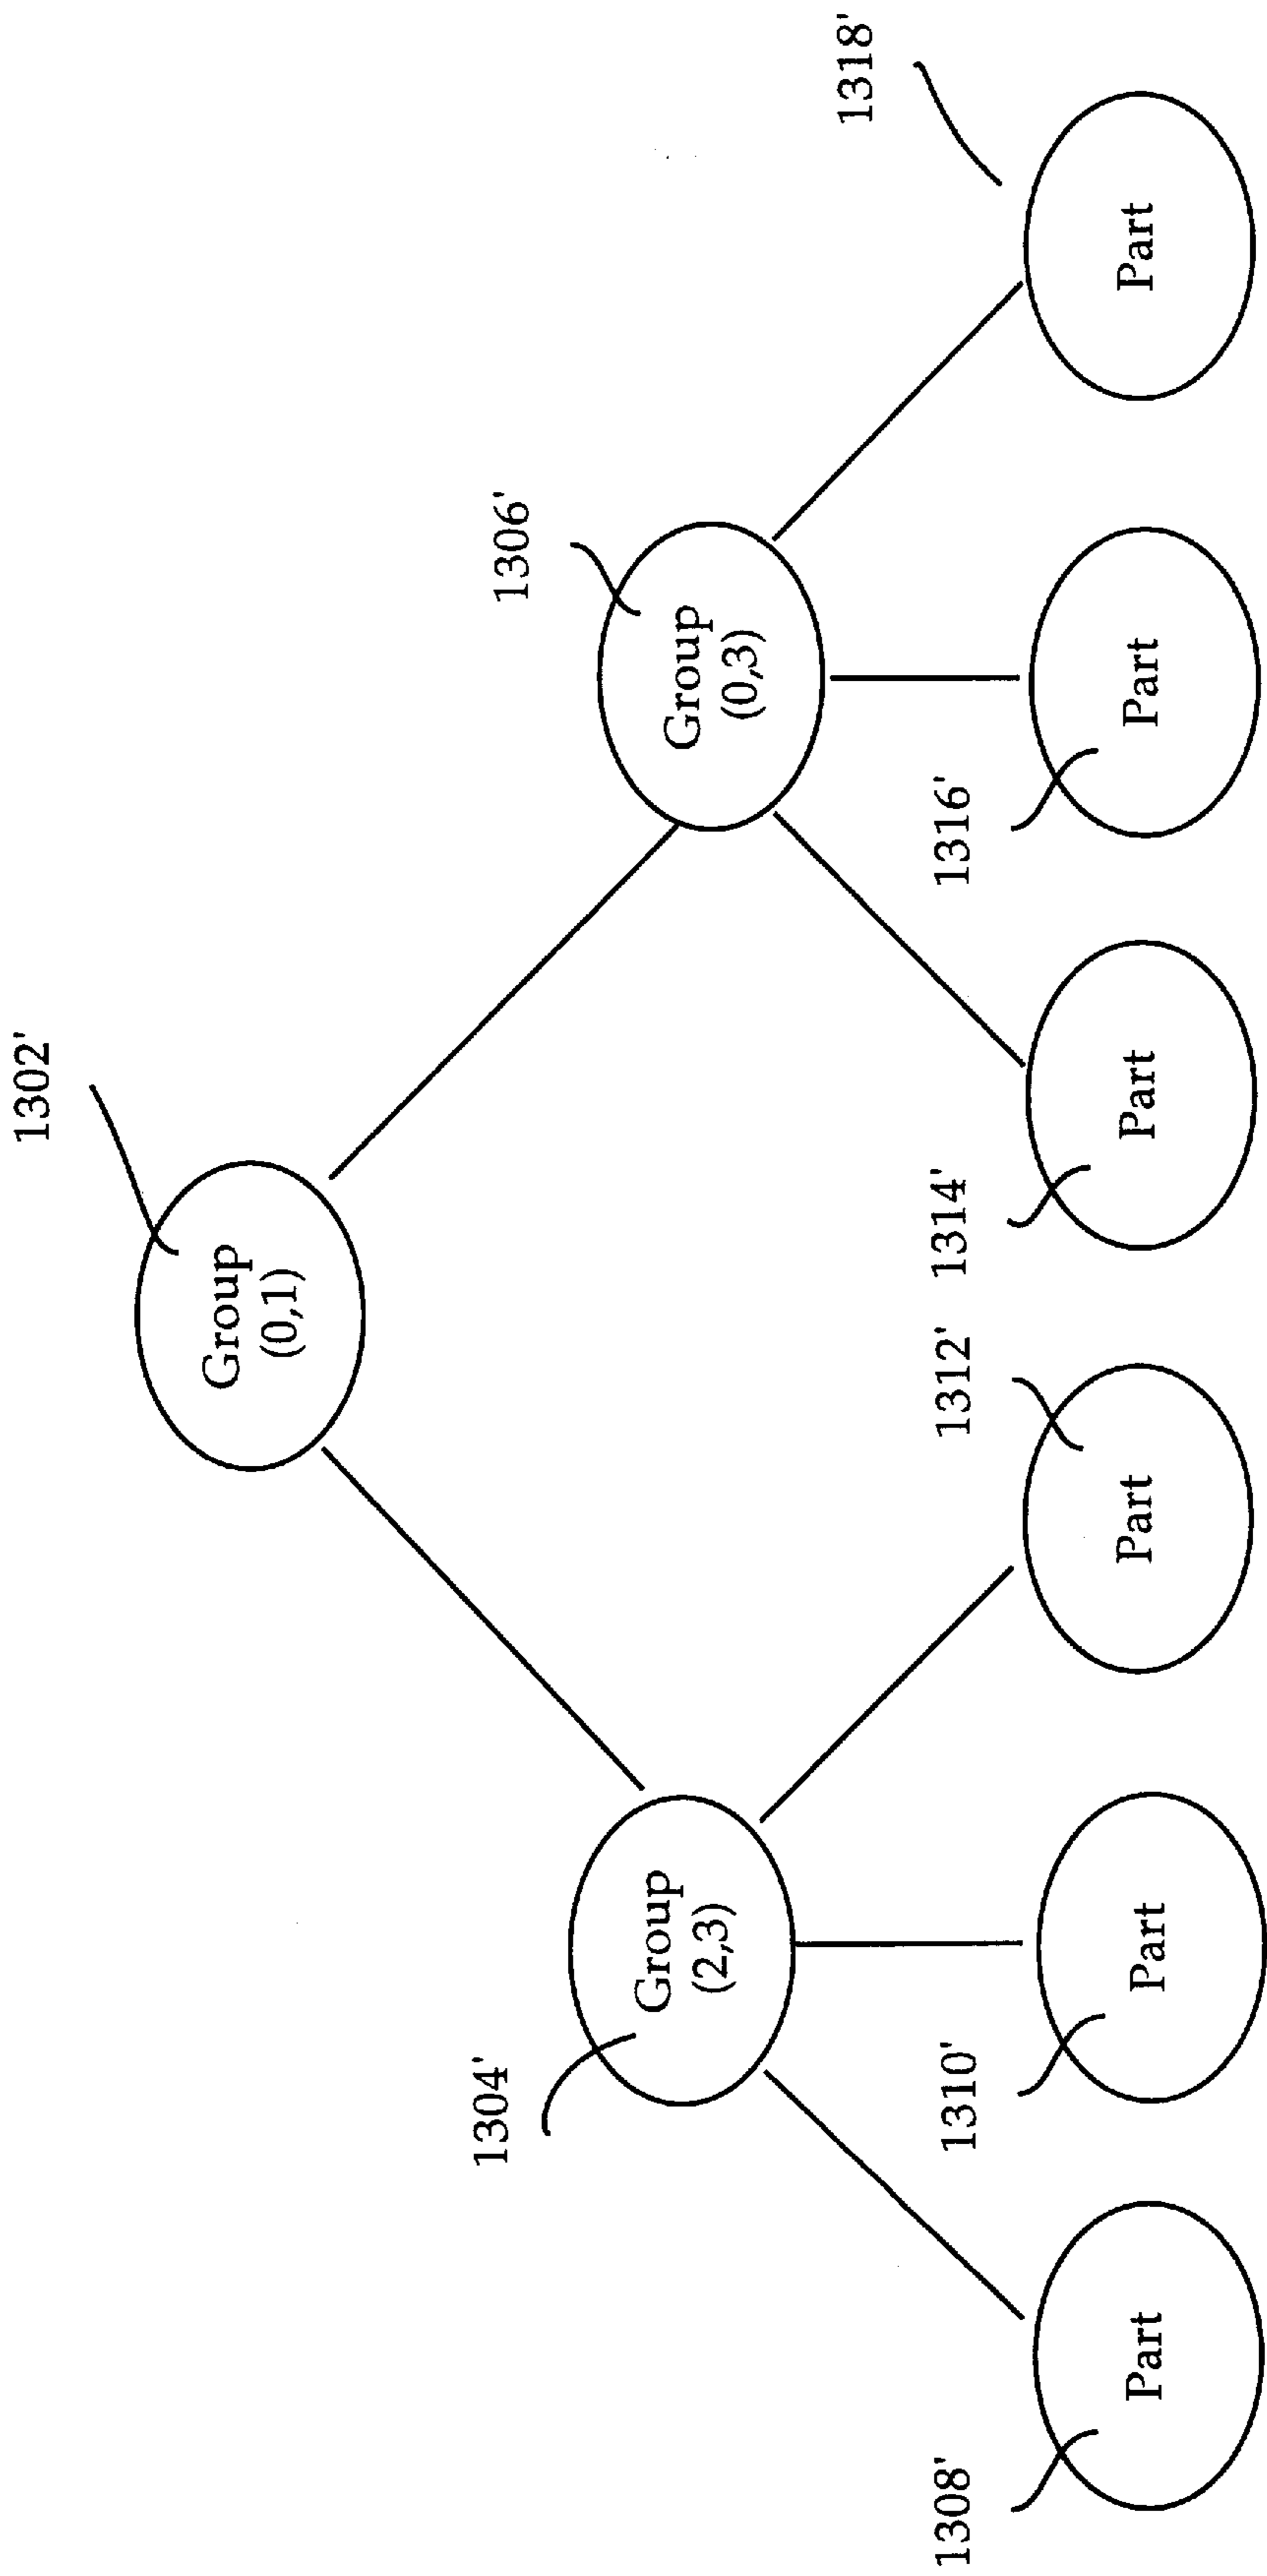 1302'
Group
(0,1)
1304'
Group
(2,3)
1306'
Group
(0,3)
1308'
Part
1310'
Part
1312'
Part
1314'
Part
1316'
Part
1318'
Part